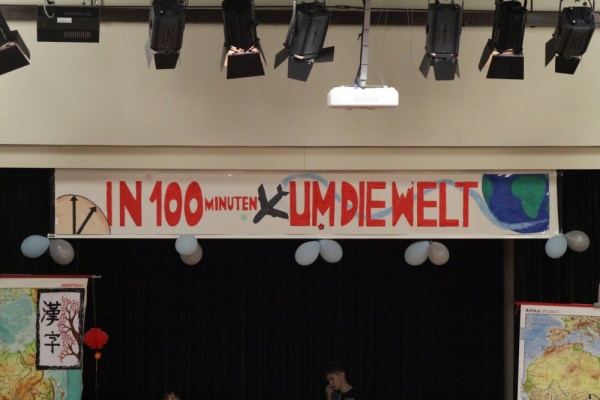 IN 100 MINUTEN UM DIE WELT
漢
字
Afrika